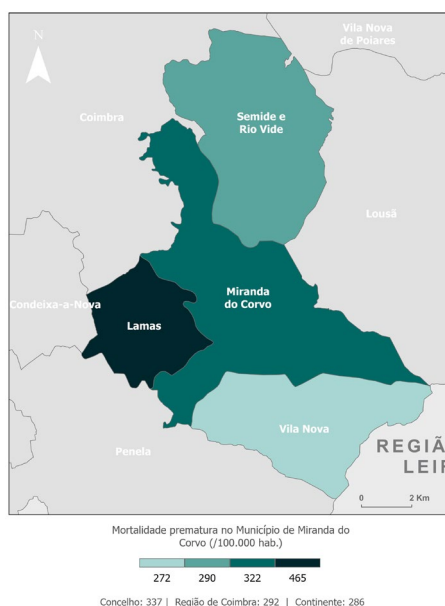 N
Vila Nova
de Poiares
Coimbra
Semide e
Rio Vide
Lousã
Condeixa-a-Nova
Miranda
do Corvo
Lamas
Vila Nova
Penela
REGIÃ
LEIF
0 2 Km
Mortalidade prematura no Município de Miranda do
Corvo (/100.000 hab.)
272 290 322 465
Concelho: 337 | Região de Coimbra: 292 | Continente: 286